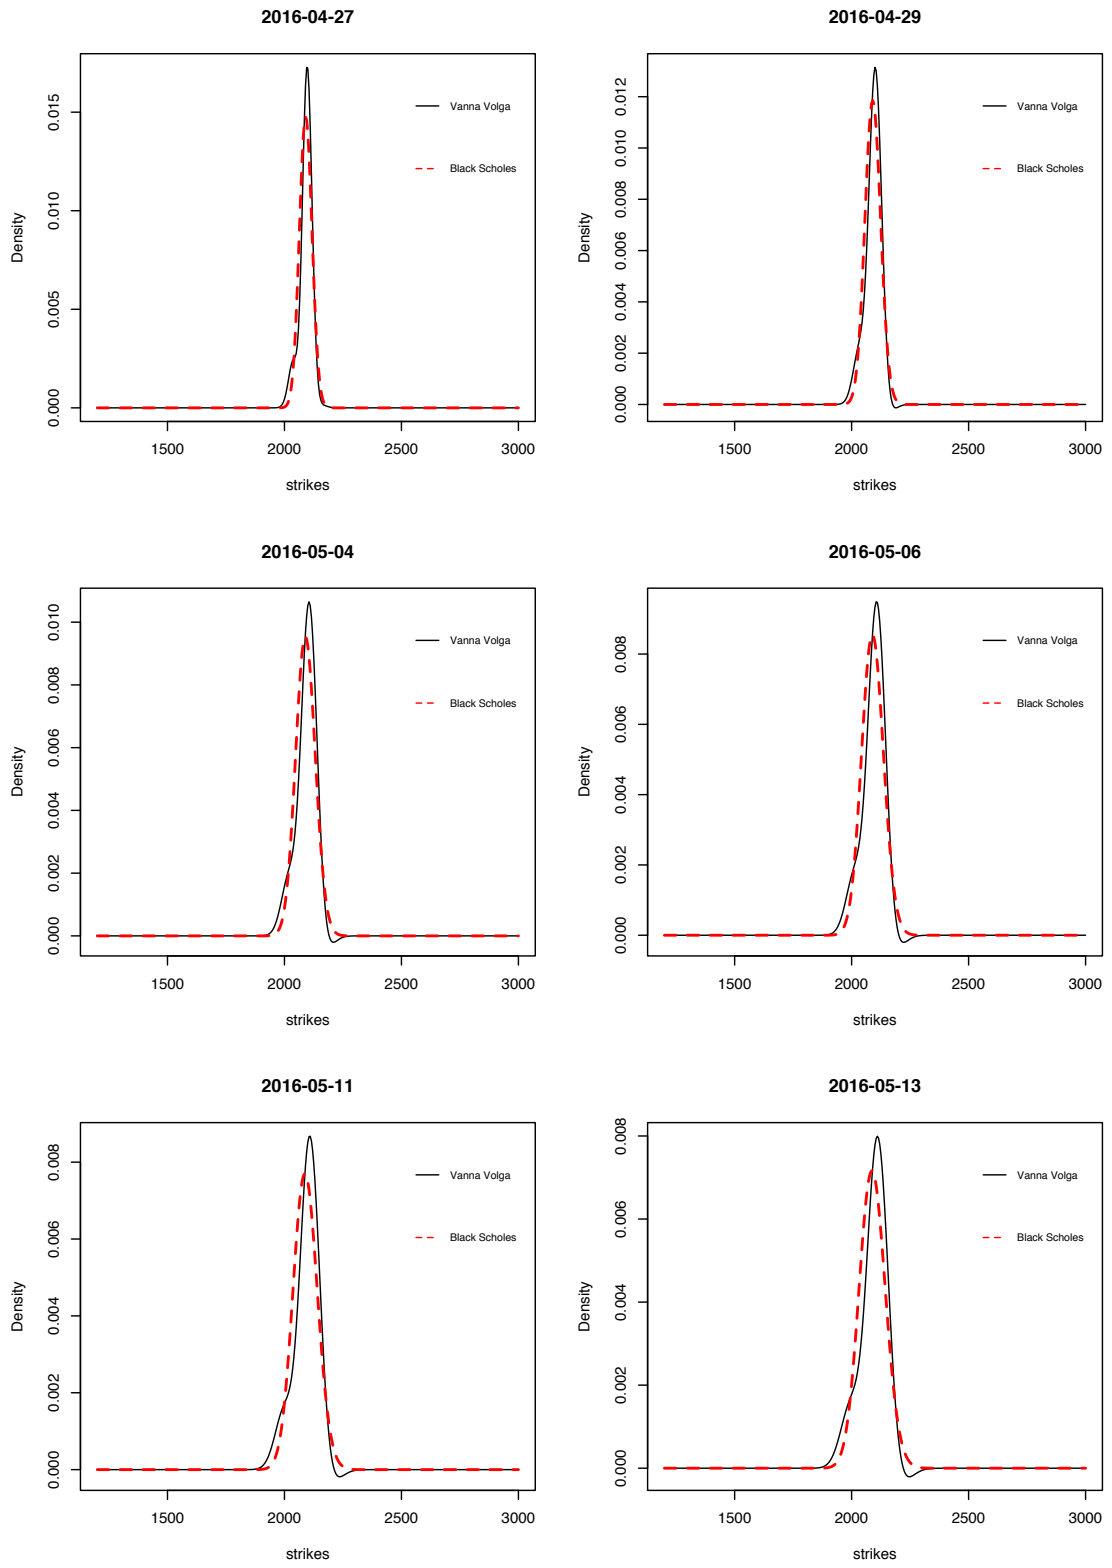 2016-04-27
Density
0.000
0.005
0.010
0.015
Vanna Volga
Black Scholes
1500 2000 2500 3000
strikes
2016-04-29
Density
0.000
0.002
0.004
0.006
0.008
0.010
0.012
Vanna Volga
Black Scholes
1500 2000 2500 3000
strikes
2016-05-04
Density
0.000
0.002
0.004
0.006
0.008
0.010
Vanna Volga
Black Scholes
1500 2000 2500 3000
strikes
2016-05-06
Density
0.000
0.002
0.004
0.006
0.008
Vanna Volga
Black Scholes
1500 2000 2500 3000
strikes
2016-05-11
Density
0.000
0.002
0.004
0.006
0.008
Vanna Volga
Black Scholes
1500 2000 2500 3000
strikes
2016-05-13
Density
0.000
0.002
0.004
0.006
0.008
Vanna Volga
Black Scholes
1500 2000 2500 3000
strikes